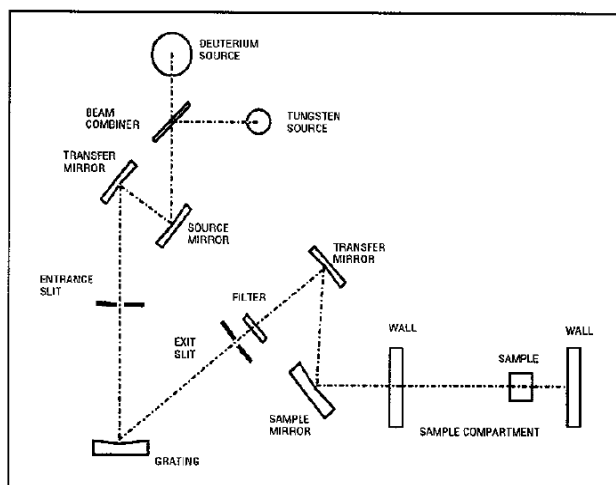 DEUTERIUM
SOURCE
BEAM
COMBINER
TUNGSTEN
SOURCE
TRANSFER
MIRROR
SOURCE
MIRROR
TRANSFER
MIRROR
ENTRANCE
SLIT
FILTER
EXIT
SLIT
WALL
WALL
SAMPLE
SAMPLE
MIRROR
SAMPLE COMPARTMENT
GRATING